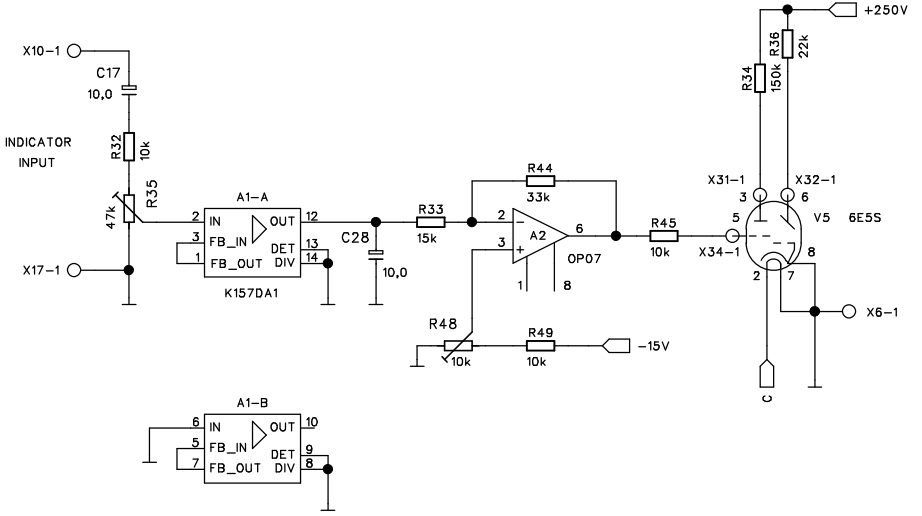 +250V
R36
22k
R34
150k
X10-1
C17
10,0
INDICATOR
INPUT
R32
10k
R35
47k
X31-1
X32-1
3
6
R44
33k
A1-A
2
IN
OUT
12
3
FB_IN
DET
13
1
FB_OUT
DIV
14
K157DA1
C28
10,0
R33
15k
2
−
3
+
A2
6
OP07
1
8
R45
10k
5
V5
6E5S
X34-1
8
2
7
X17-1
X6-1
R48
10k
R49
10k
-15V
C
A1-B
6
IN
OUT
10
5
FB_IN
DET
9
7
FB_OUT
DIV
8